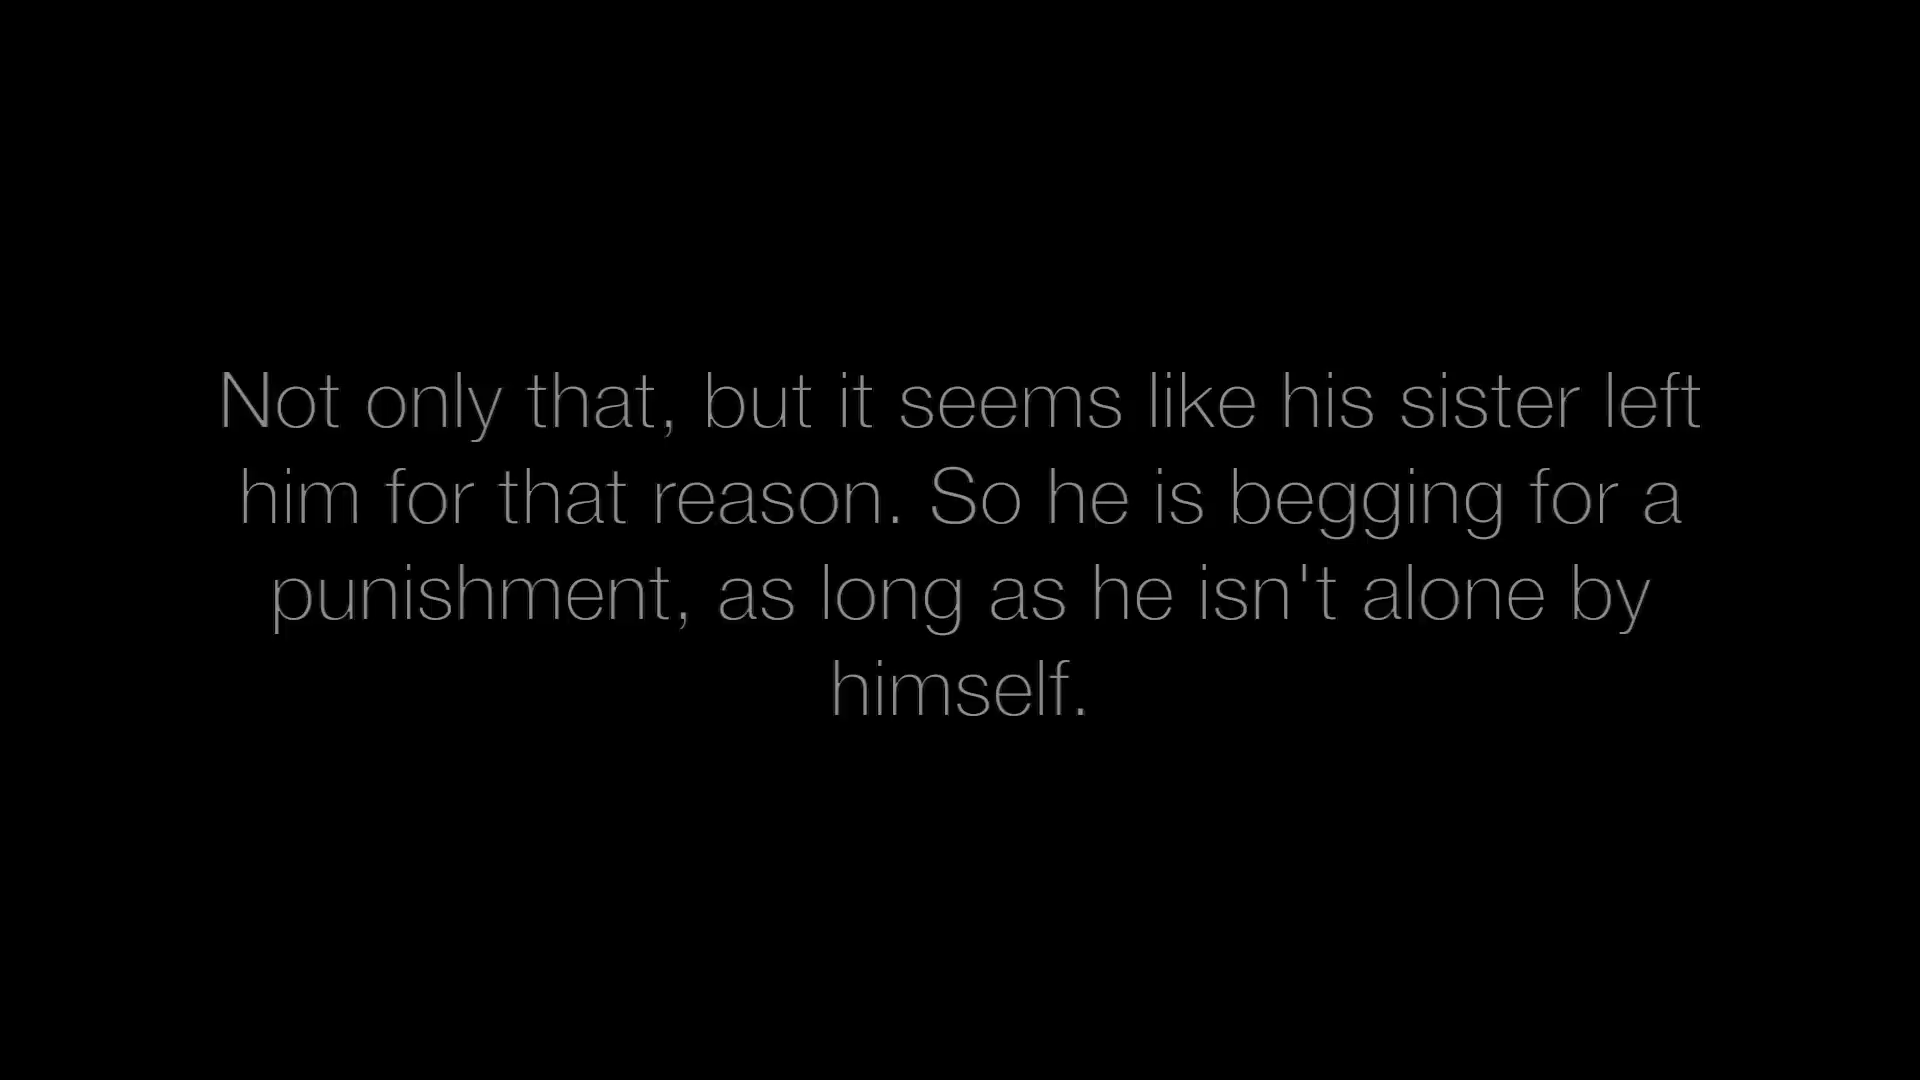 Not only that, but it seems like his sister left
him for that reason. So he is begging for a
punishment, as long as he isn't alone by
himself.